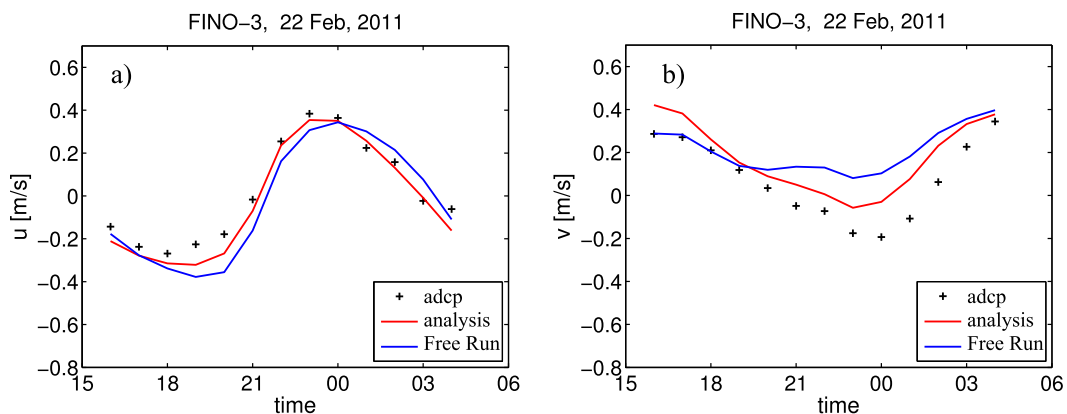 FINO−3, 22 Feb, 2011
a)
0.6
0.4
0.2
0
−0.2
−0.4
−0.6
−0.8
u [m/s]
15 18 21 00 03 06
time
adcp
analysis
Free Run
FINO−3, 22 Feb, 2011
b)
0.6
0.4
0.2
0
−0.2
−0.4
−0.6
−0.8
v [m/s]
15 18 21 00 03 06
time
adcp
analysis
Free Run